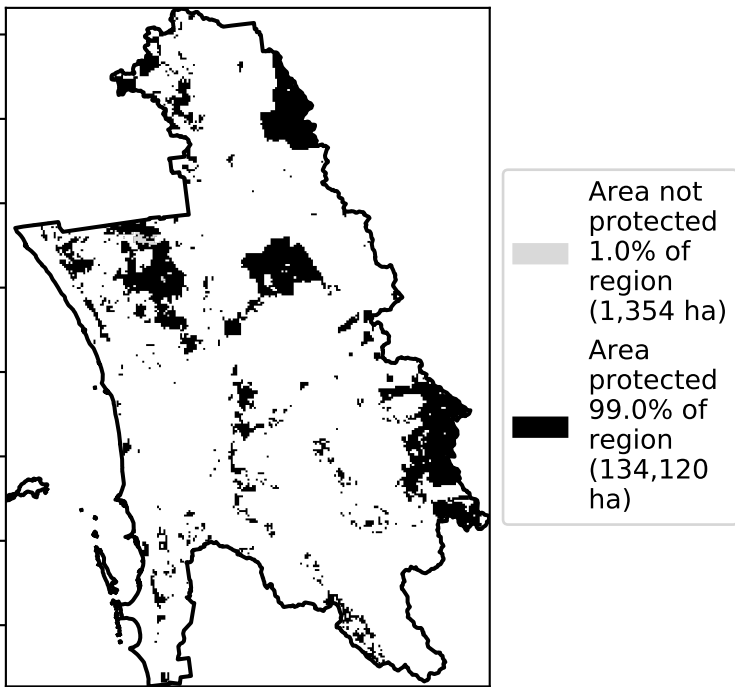 Area not
protected
1.0% of
region
(1,354 ha)
Area
protected
99.0% of
region
(134,120
ha)